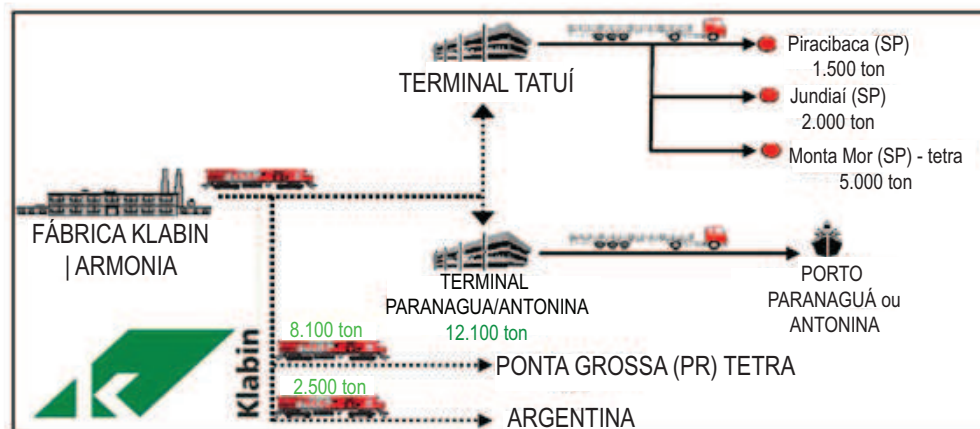 TERMINAL TATUÍ
Piracibaca (SP)
1.500 ton
Jundiaí (SP)
2.000 ton
Monta Mor (SP) - tetra
5.000 ton
FÁBRICA KLABIN
| ARMONIA
TERMINAL
PARANAGUA/ANTONINA
12.100 ton
PORTO
PARANAGUÁ ou
ANTONINA
Klabin
8.100 ton
PONTA GROSSA (PR) TETRA
2.500 ton
ARGENTINA